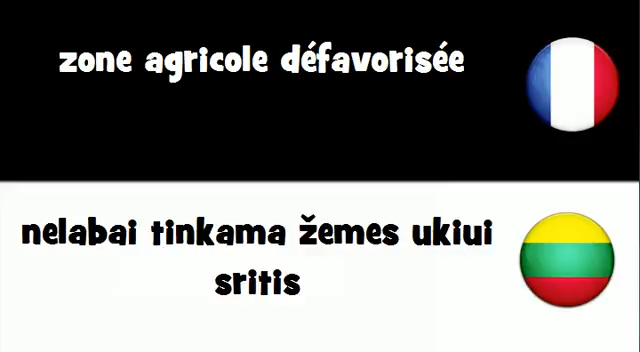 zone agricole défavorisée
nelabai tinkama žemes ukiui
sritis